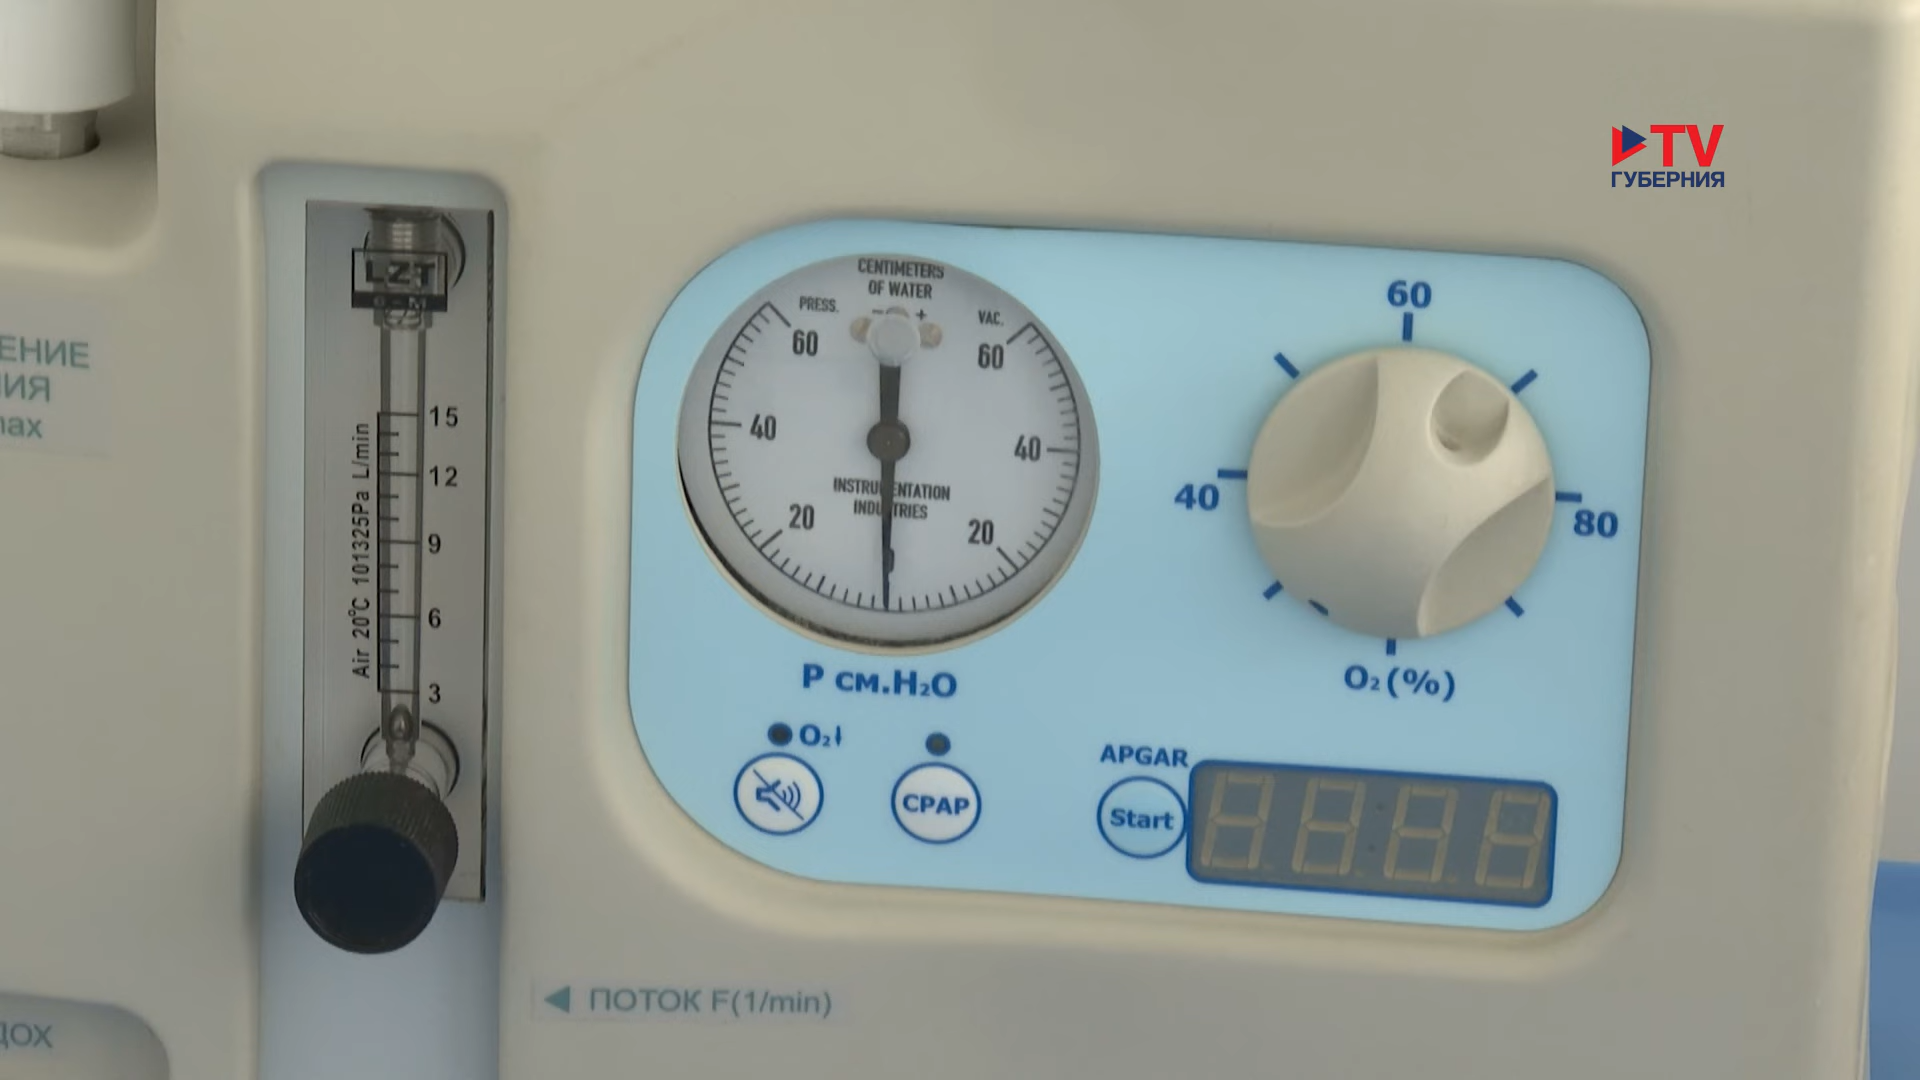 TV
ГУБЕРНИЯ
ЕНИЕ
ИЯ
max
LZT
15
12
9
6
3
Air 20°C 101325Pa L/min
CENTIMETERS
OF WATER
PRESS.
- +
VAC.
60
60
40
40
INSTRUMENTATION
INDUSTRIES
20
20
P см.H₂O
O₂
CPAP
60
40
80
O₂(%)
APGAR
Start
◄ ПОТОК F(1/min)
ДОХ